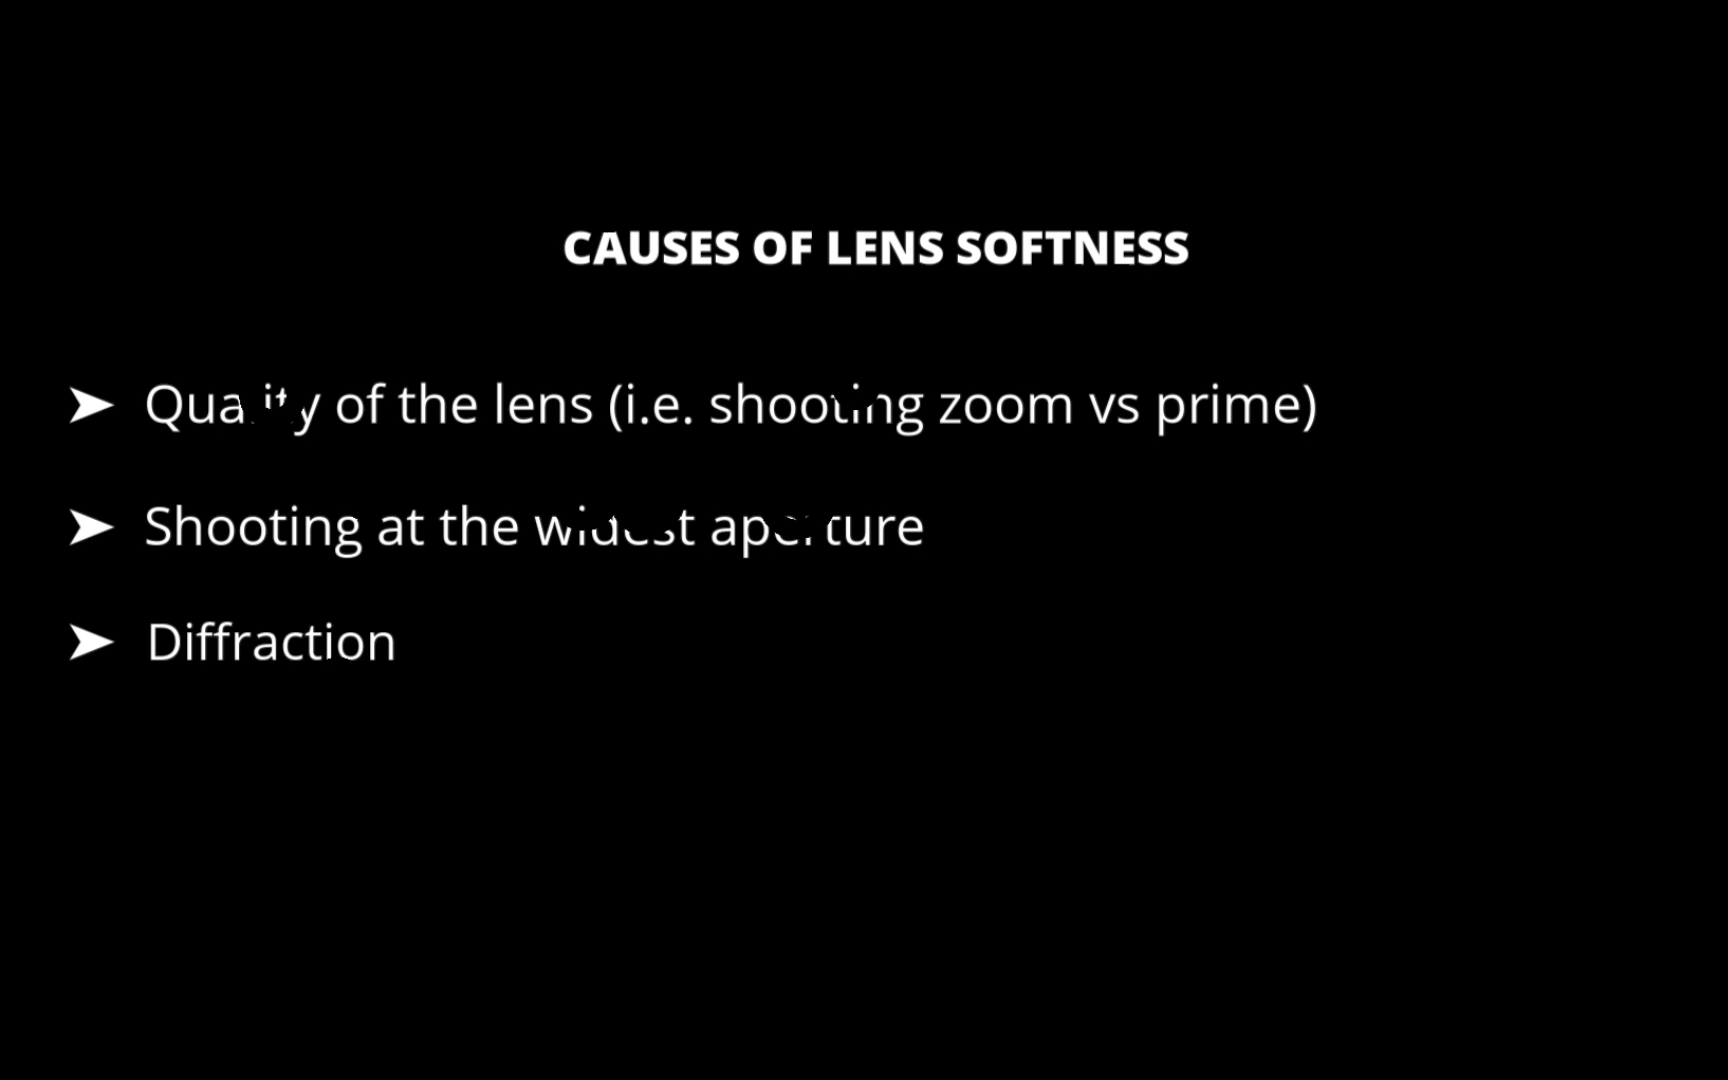 CAUSES OF LENS SOFTNESS
➤ Quality of the lens (i.e. shooting zoom vs prime)
➤ Shooting at the widest aperture
➤ Diffraction